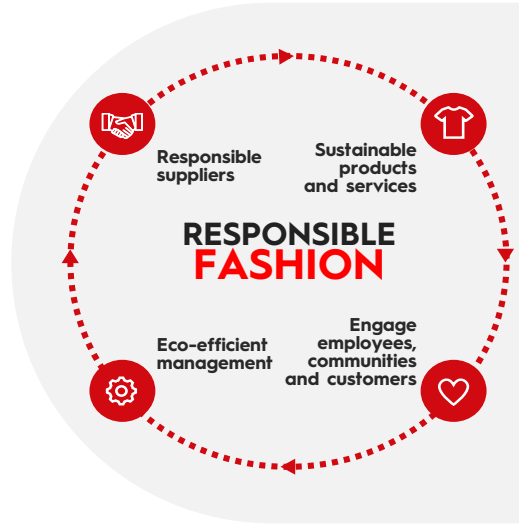 Responsible
suppliers
Sustainable
products
and services
RESPONSIBLE
FASHION
Eco-efficient
management
Engage
employees,
communities
and customers